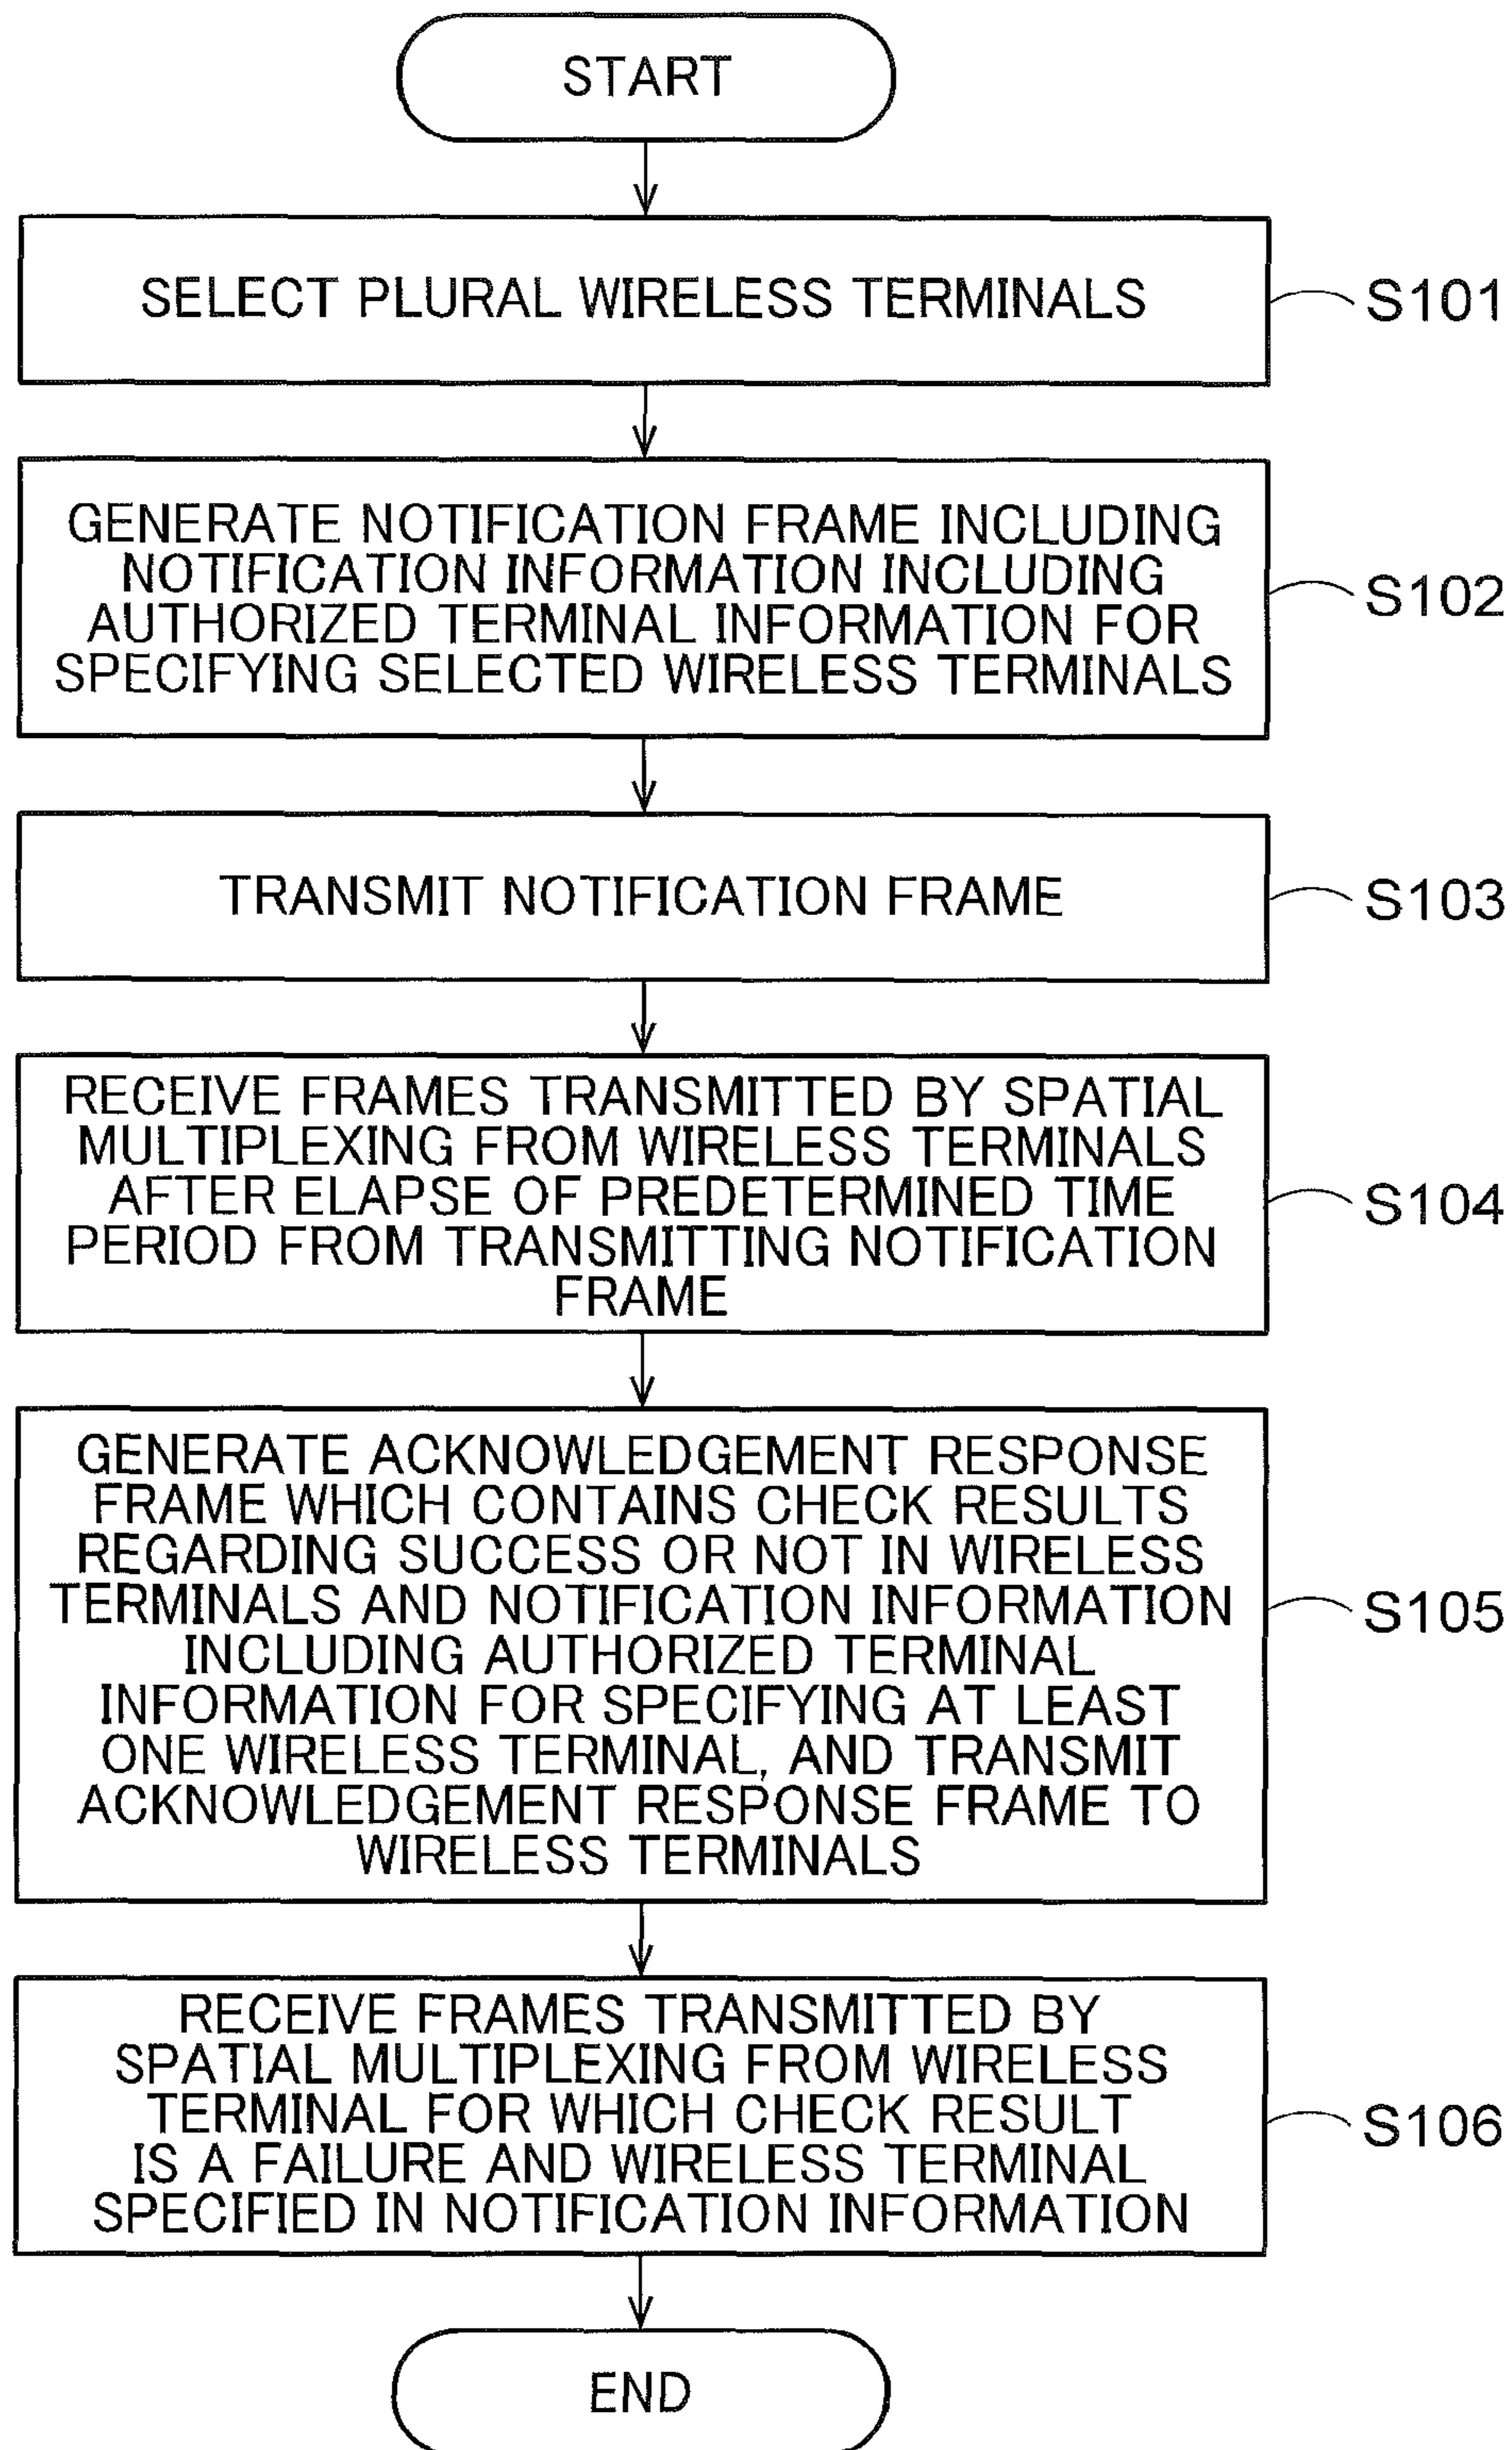 START
SELECT PLURAL WIRELESS TERMINALS
S101
GENERATE NOTIFICATION FRAME INCLUDING
NOTIFICATION INFORMATION INCLUDING
AUTHORIZED TERMINAL INFORMATION FOR
SPECIFYING SELECTED WIRELESS TERMINALS
S102
TRANSMIT NOTIFICATION FRAME
S103
RECEIVE FRAMES TRANSMITTED BY SPATIAL
MULTIPLEXING FROM WIRELESS TERMINALS
AFTER ELAPSE OF PREDETERMINED TIME
PERIOD FROM TRANSMITTING NOTIFICATION
FRAME
S104
GENERATE ACKNOWLEDGEMENT RESPONSE
FRAME WHICH CONTAINS CHECK RESULTS
REGARDING SUCCESS OR NOT IN WIRELESS
TERMINALS AND NOTIFICATION INFORMATION
INCLUDING AUTHORIZED TERMINAL
INFORMATION FOR SPECIFYING AT LEAST
ONE WIRELESS TERMINAL, AND TRANSMIT
ACKNOWLEDGEMENT RESPONSE FRAME TO
WIRELESS TERMINALS
S105
RECEIVE FRAMES TRANSMITTED BY
SPATIAL MULTIPLEXING FROM WIRELESS
TERMINAL FOR WHICH CHECK RESULT
IS A FAILURE AND WIRELESS TERMINAL
SPECIFIED IN NOTIFICATION INFORMATION
S106
END